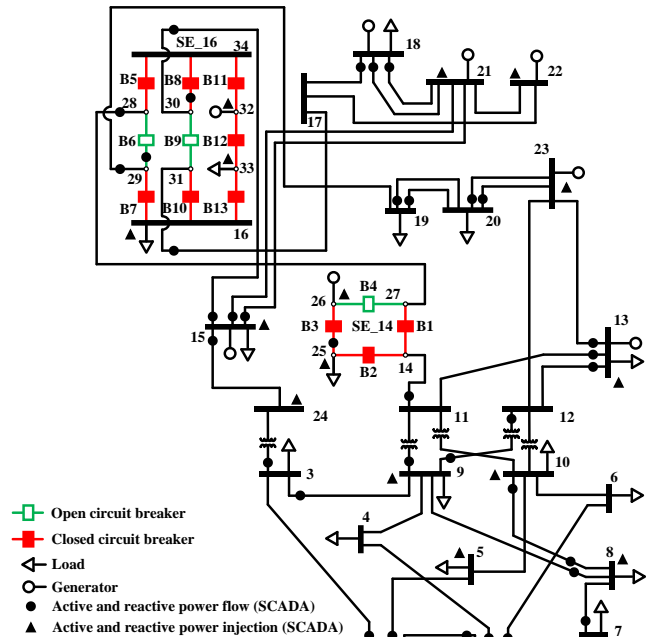 SE_16 34
18
B5 B8 B11
21 22
28 30 32
17
B6 B9 B12
23
29 31 33
B7 B10 B13
16
19 20
B4
26 27
13
15
B3 SE_14 B1
25
B2 14
24 11 12
3 9 10
6
4
5
8
7
Open circuit breaker
Closed circuit breaker
Load
Generator
Active and reactive power flow (SCADA)
Active and reactive power injection (SCADA)